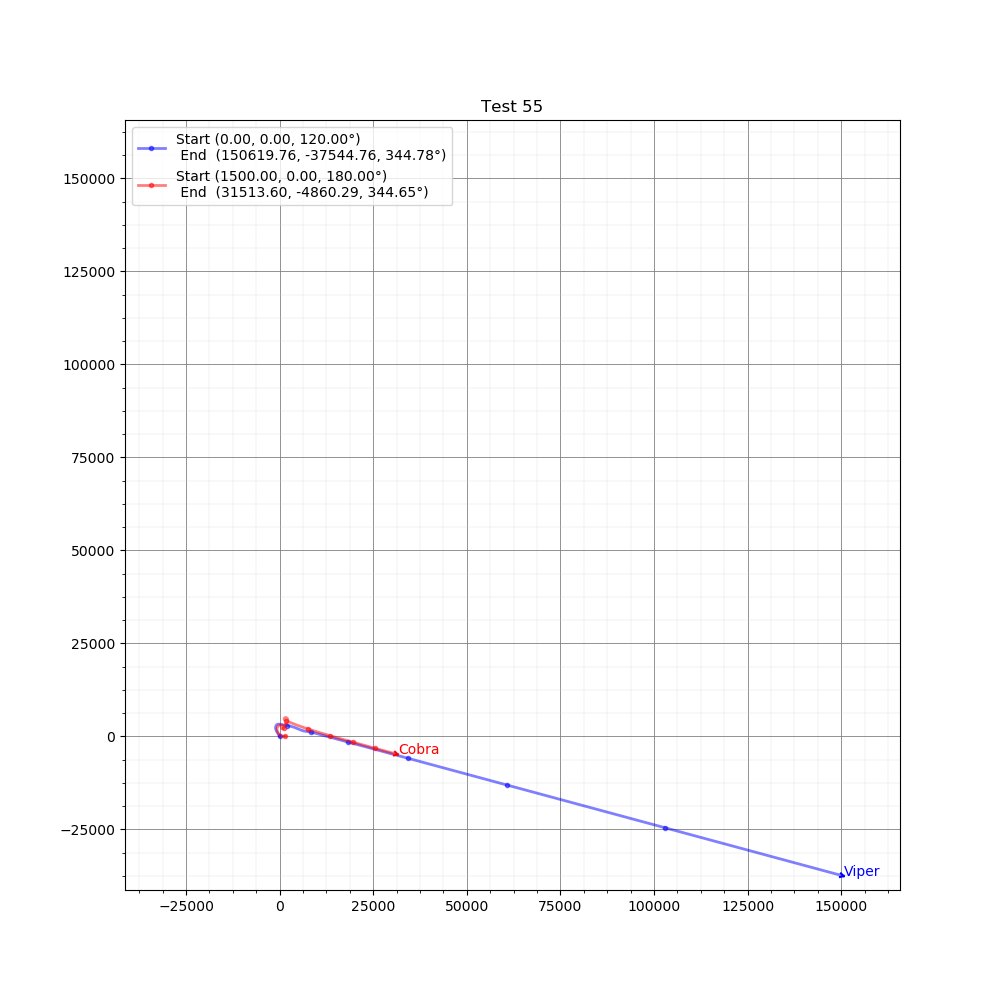 Test 55
Start (0.00, 0.00, 120.00°)
End  (150619.76, -37544.76, 344.78°)
Start (1500.00, 0.00, 180.00°)
End  (31513.60, -4860.29, 344.65°)
150000
125000
100000
75000
50000
25000
0
−25000
Cobra
Viper
−25000 0 25000 50000 75000 100000 125000 150000